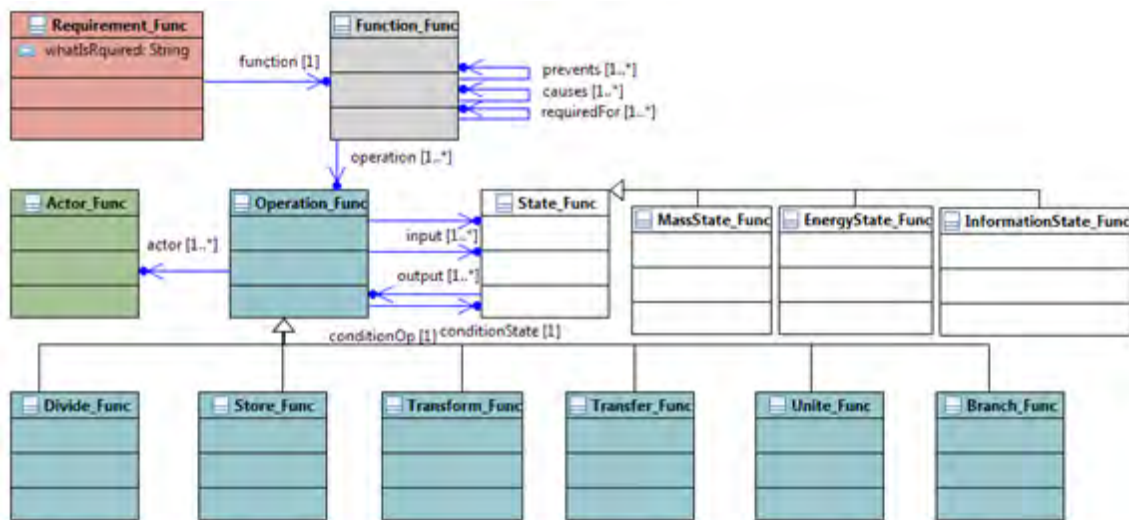 Requirement_Func
whatIsRquired: String
function [1]
Function_Func
prevents [1..*]
causes [1..*]
requiredFor [1..*]
operation [1..*]
Actor_Func
actor [1..*]
Operation_Func
input [1..*]
output [1..*]
conditionOp [1]
conditionState [1]
State_Func
MassState_Func
EnergyState_Func
InformationState_Func
Divide_Func
Store_Func
Transform_Func
Transfer_Func
Unite_Func
Branch_Func